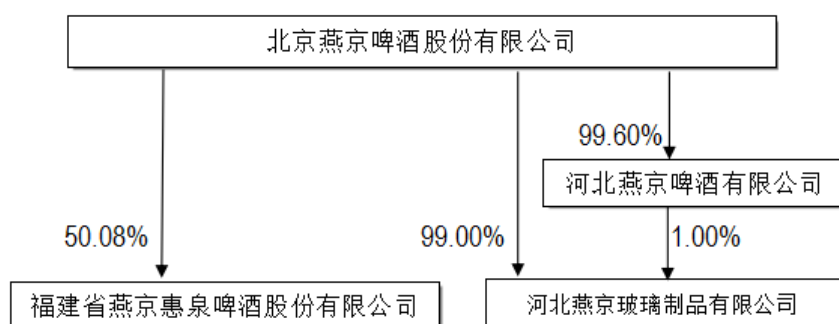 北京燕京啤酒股份有限公司
99.60%
河北燕京啤酒有限公司
50.08%
99.00%
1.00%
福建省燕京惠泉啤酒股份有限公司
河北燕京玻璃制品有限公司